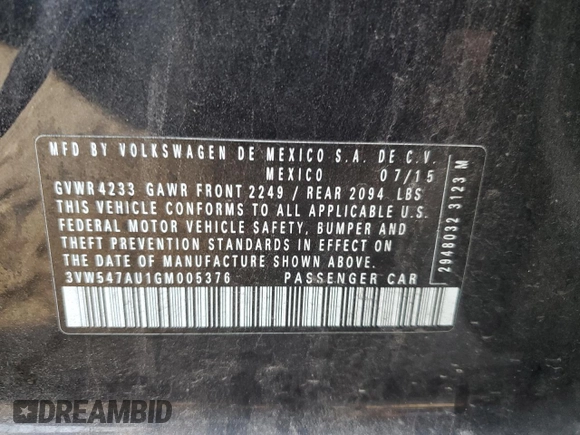 MFD BY VOLKSWAGEN DE MEXICO S.A. DE C.V.
MEXICO 07/15
GVWR 4233 GAWR FRONT 2249 / REAR 2094 LBS
THIS VEHICLE CONFORMS TO ALL APPLICABLE U.S.
FEDERAL MOTOR VEHICLE SAFETY, BUMPER AND
THEFT PREVENTION STANDARDS IN EFFECT ON
THE DATE OF MANUFACTURE SHOWN ABOVE
3VW547AU1GM005376 PASSENGER CAR
2948032 3123 M
DREAMBID